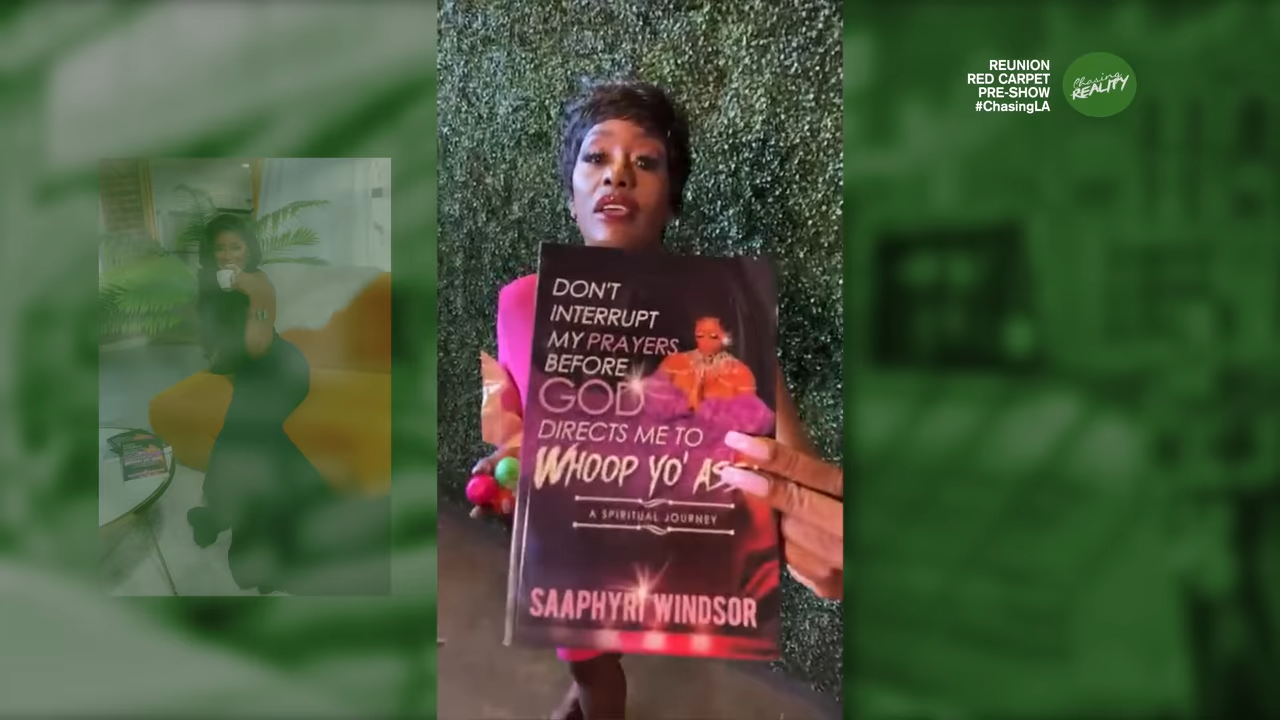 REUNION
RED CARPET
PRE-SHOW
#ChasingLA
Chasing
REALITY
DON'T
INTERRUPT
MY PRAYERS
BEFORE
GOD
DIRECTS ME TO
WHOOP YO' AS
A SPIRITUAL JOURNEY
SAAPHYRI WINDSOR